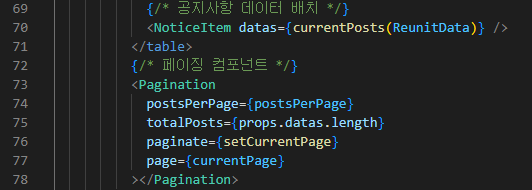 69 {/* 공지사항 데이터 배치 */}
70 <NoticeItem datas={currentPosts(ReunitData)} />
71 </table>
72 {/* 페이징 컴포넌트 */}
73 <Pagination
74 postsPerPage={postsPerPage}
75 totalPosts={props.datas.length}
76 paginate={setCurrentPage}
77 page={currentPage}
78 ></Pagination>